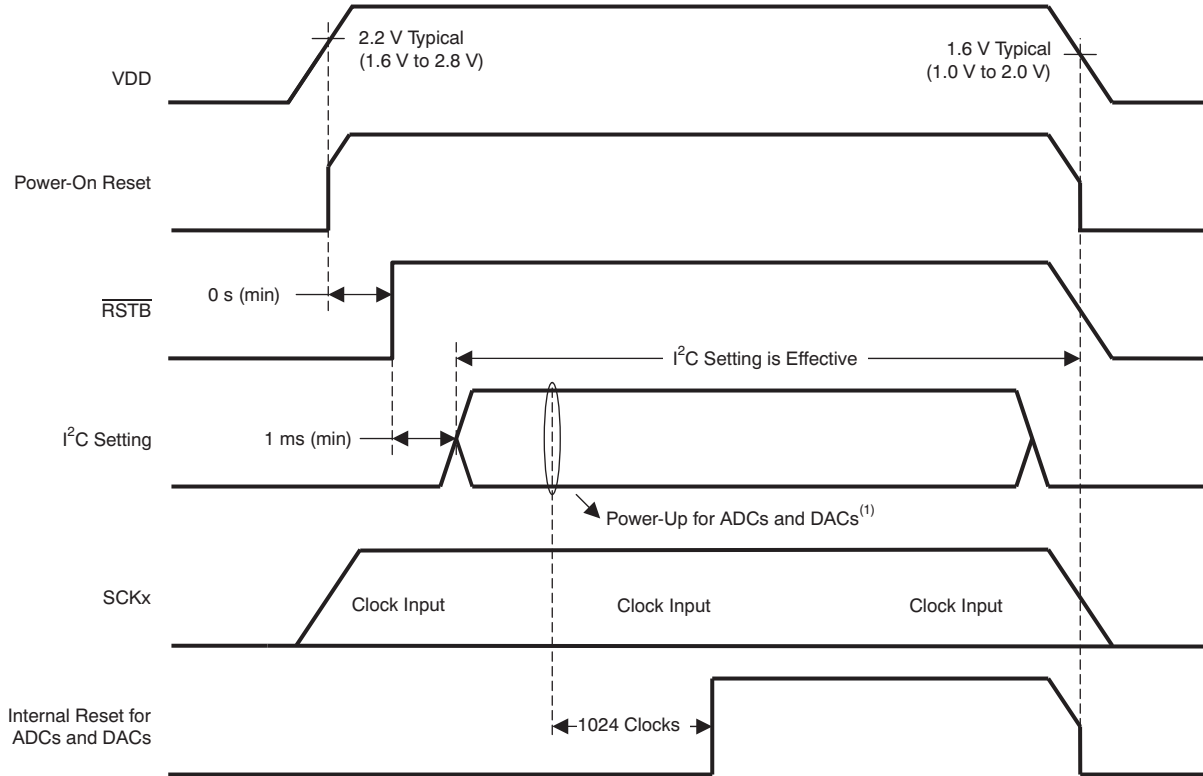 2.2 V Typical
(1.6 V to 2.8 V)
1.6 V Typical
(1.0 V to 2.0 V)
VDD
Power-On Reset
0 s (min)
RSTB
I²C Setting is Effective
I²C Setting
1 ms (min)
Power-Up for ADCs and DACs⁽¹⁾
SCKx
Clock Input
Clock Input
Clock Input
Internal Reset for
ADCs and DACs
1024 Clocks